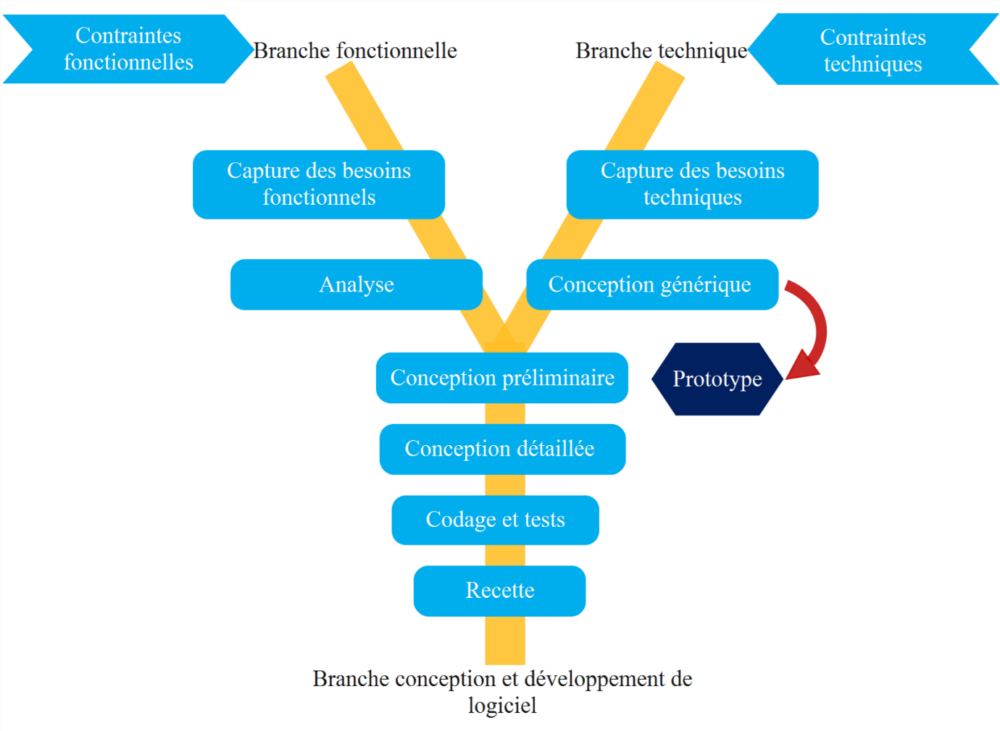 Contraintes
fonctionnelles
Branche fonctionnelle
Branche technique
Contraintes
techniques
Capture des besoins
fonctionnels
Capture des besoins
techniques
Analyse
Conception générique
Conception préliminaire
Prototype
Conception détaillée
Codage et tests
Recette
Branche conception et développement de
logiciel